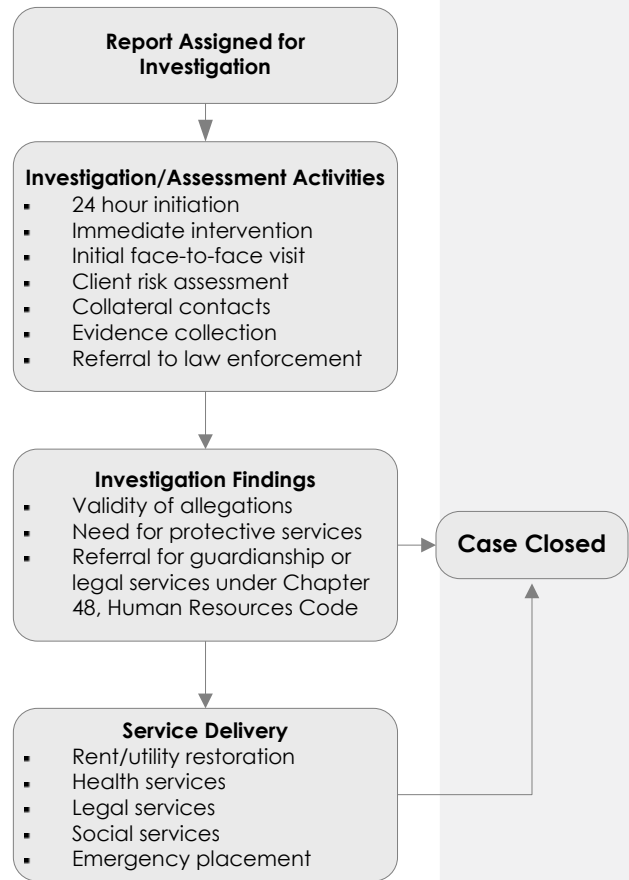 Report Assigned for
Investigation
Investigation/Assessment Activities
▪ 24 hour initiation
▪ Immediate intervention
▪ Initial face-to-face visit
▪ Client risk assessment
▪ Collateral contacts
▪ Evidence collection
▪ Referral to law enforcement
Investigation Findings
▪ Validity of allegations
▪ Need for protective services
▪ Referral for guardianship or
legal services under Chapter
48, Human Resources Code
Case Closed
Service Delivery
▪ Rent/utility restoration
▪ Health services
▪ Legal services
▪ Social services
▪ Emergency placement